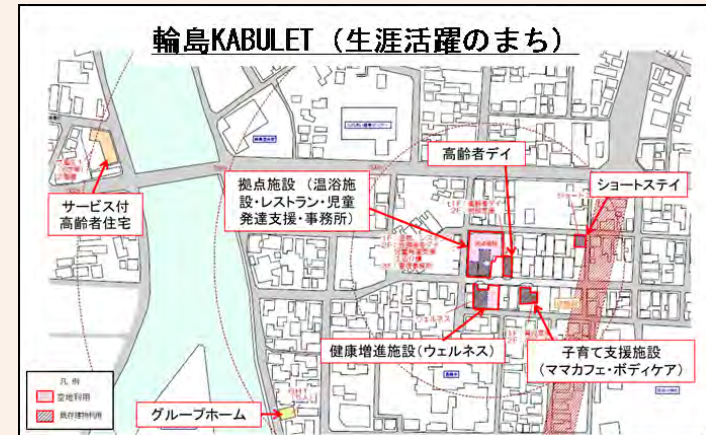 輪島KABULET（生涯活躍のまち）
高齢者デイ
拠点施設（温浴施
設・レストラン・児童
発達支援・事務所）
ショートステイ
サービス付
高齢者住宅
健康増進施設（ウェルネス）
子育て支援施設
（ママカフェ・ボディケア）
グループホーム
凡 例
空地利用
既存建物利用
ウェルネス